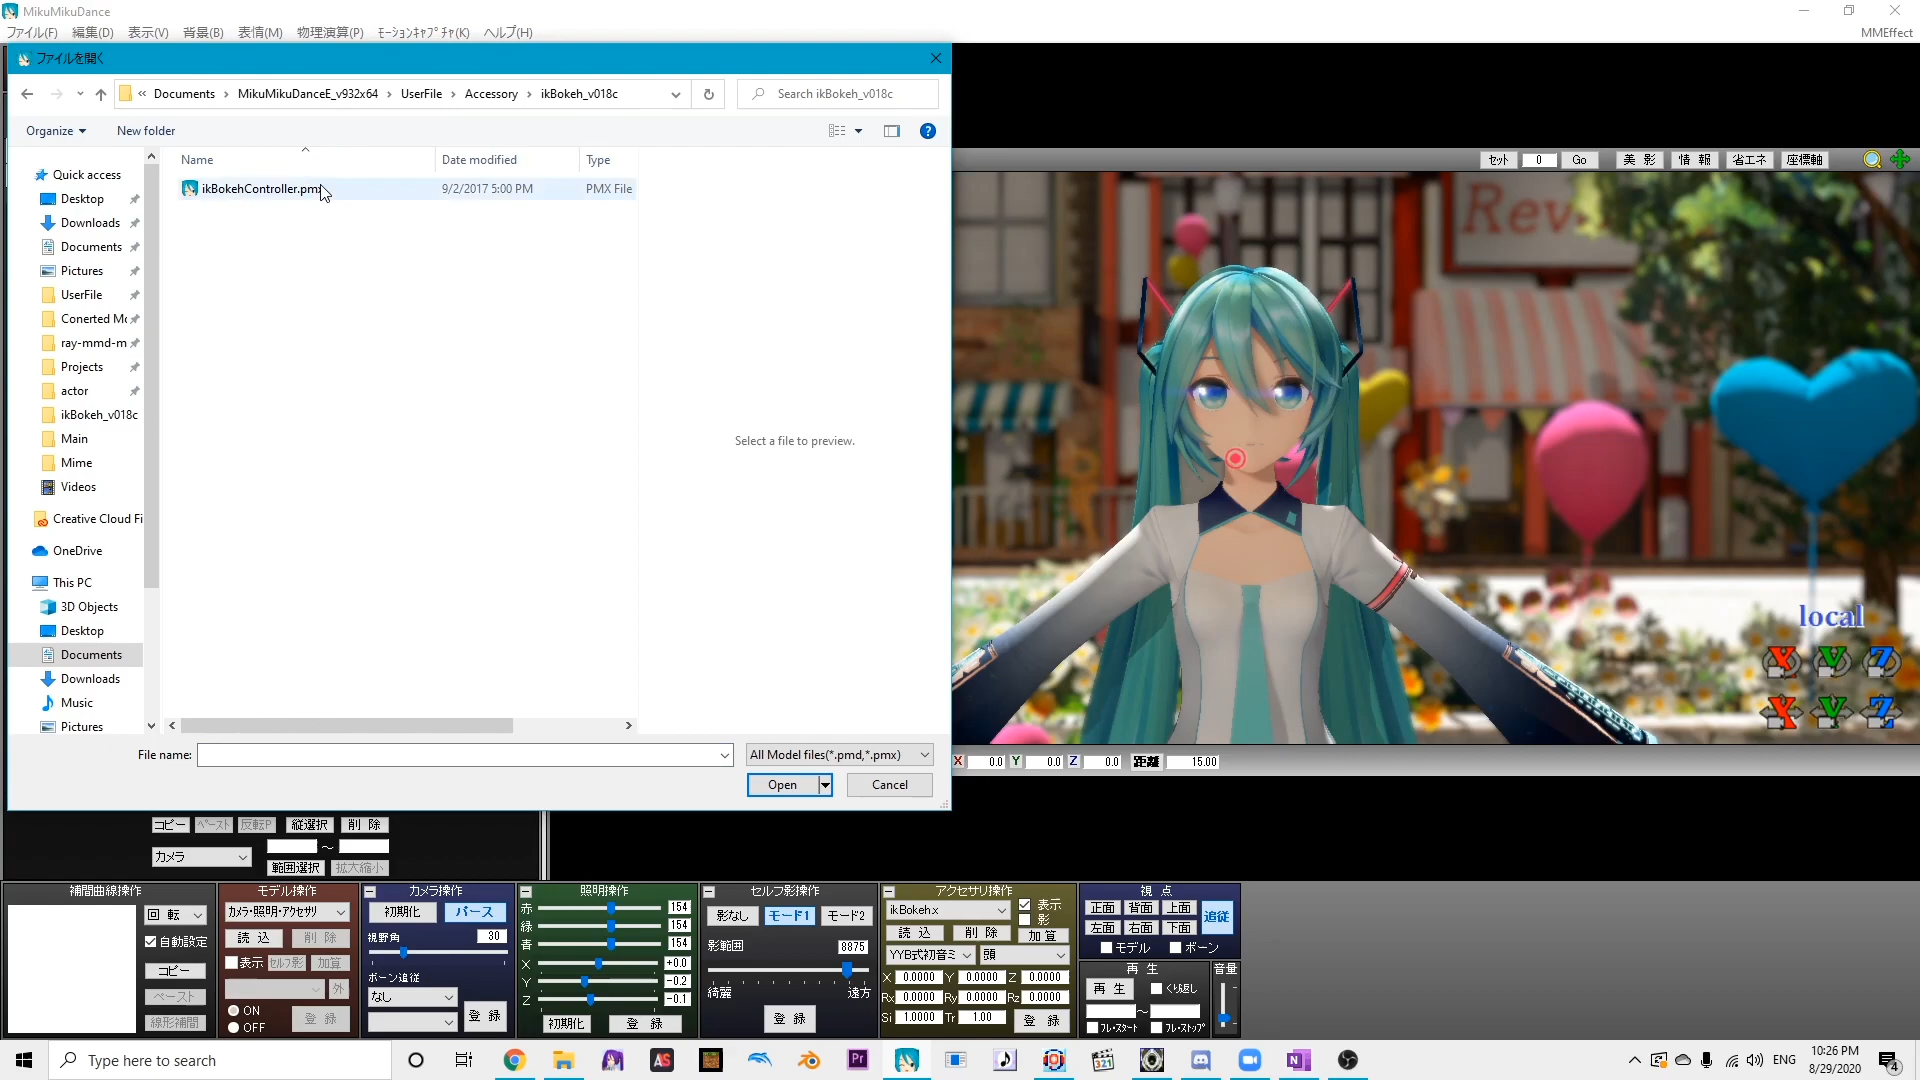 MikuMikuDance
ファイル(F) 編集(D) 表示(V) 背景(B) 表情(M) 物理演算(P) ﾓｰｼｮﾝｷｬﾌﾟﾁｬ(K) ヘルプ(H)
MMEffect
ファイルを開く
« Documents › MikuMikuDanceE_v932x64 › UserFile › Accessory › ikBokeh_v018c
Search ikBokeh_v018c
Organize
New folder
Name
Date modified
Type
ikBokehController.pmx
9/2/2017 5:00 PM
PMX File
Quick access
Desktop
Downloads
Documents
Pictures
UserFile
Conerted Mc
ray-mmd-m
Projects
actor
ikBokeh_v018c
Main
Mime
Videos
Creative Cloud Fi
OneDrive
This PC
3D Objects
Desktop
Documents
Downloads
Music
Pictures
Select a file to preview.
File name:
All Model files(*.pmd,*.pmx)
Open
Cancel
ｾｯﾄ 0 Go 美 影 情 報 省エネ 座標軸
Rev
local
X Y Z
X Y Z
X 0.0 Y 0.0 Z 0.0 距離 15.00
コピー ﾍﾟｰｽﾄ 反転P 縦選択 削 除
カメラ
～
範囲選択 拡大縮小
補間曲線操作
回 転
自動設定
コピー
ペースト
線形補間
モデル操作
ｶﾒﾗ･照明･ｱｸｾｻﾘ
読 込 削 除
表示 ｾﾙﾌ影 加算
外
ON
OFF
登 録
カメラ操作
初期化 パース
視野角 30
ボーン追従
なし
登 録
照明操作
赤 154
緑 154
青 154
X +0.0
Y -0.2
Z -0.1
初期化 登 録
セルフ影操作
影なし モード1 モード2
影範囲 8875
綺麗 遠方
登 録
アクセサリ操作
ikBokeh.x
表示
影
読 込 削 除 加 算
YYB式初音ミ 頭
X 0.0000 Y 0.0000 Z 0.0000
Rx 0.0000 Ry 0.0000 Rz 0.0000
Si 1.0000 Tr 1.00 登 録
視 点
正面 背面 上面 追従
左面 右面 下面
モデル ボーン
再 生
再 生 くり返し
～
ﾌﾚ･ｽﾀｰﾄ ﾌﾚ･ｽﾄｯﾌﾟ
音量
Type here to search
AS
Pr
321
ENG
10:26 PM
8/29/2020
4